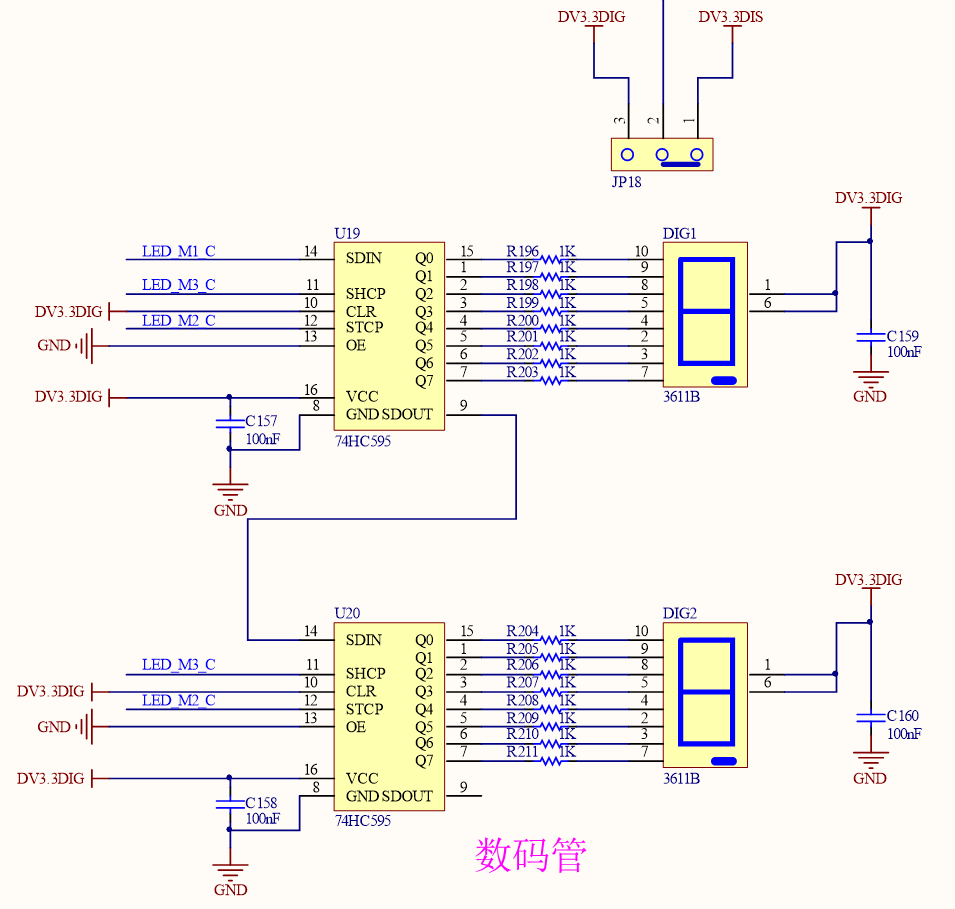 DV3.3DIG DV3.3DIS
3 2 1
JP18
DV3.3DIG
U19 DIG1
LED_M1_C 14 SDIN Q0 15 R196 1K 10
Q1 1 R197 1K 9
LED_M3_C 11 SHCP Q2 2 R198 1K 8 1
DV3.3DIG 10 CLR Q3 3 R199 1K 5 6
LED_M2_C 12 STCP Q4 4 R200 1K 4
GND 13 OE Q5 5 R201 1K 2 C159
Q6 6 R202 1K 3 100nF
Q7 7 R203 1K 7
DV3.3DIG 16 VCC 3611B GND
8 GND SDOUT 9
C157
100nF 74HC595
GND
DV3.3DIG
U20 DIG2
14 SDIN Q0 15 R204 1K 10
Q1 1 R205 1K 9
LED_M3_C 11 SHCP Q2 2 R206 1K 8 1
DV3.3DIG 10 CLR Q3 3 R207 1K 5 6
LED_M2_C 12 STCP Q4 4 R208 1K 4
GND 13 OE Q5 5 R209 1K 2 C160
Q6 6 R210 1K 3 100nF
Q7 7 R211 1K 7
DV3.3DIG 16 VCC 3611B GND
8 GND SDOUT 9
C158
100nF 74HC595
数码管
GND